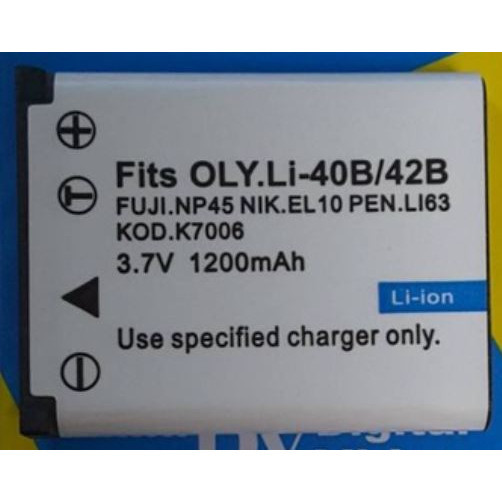 Fits OLY.Li-40B/42B
FUJI.NP45 NIK.EL10 PEN.LI63
KOD.K7006
3.7V 1200mAh
Li-ion
Use specified charger only.
T